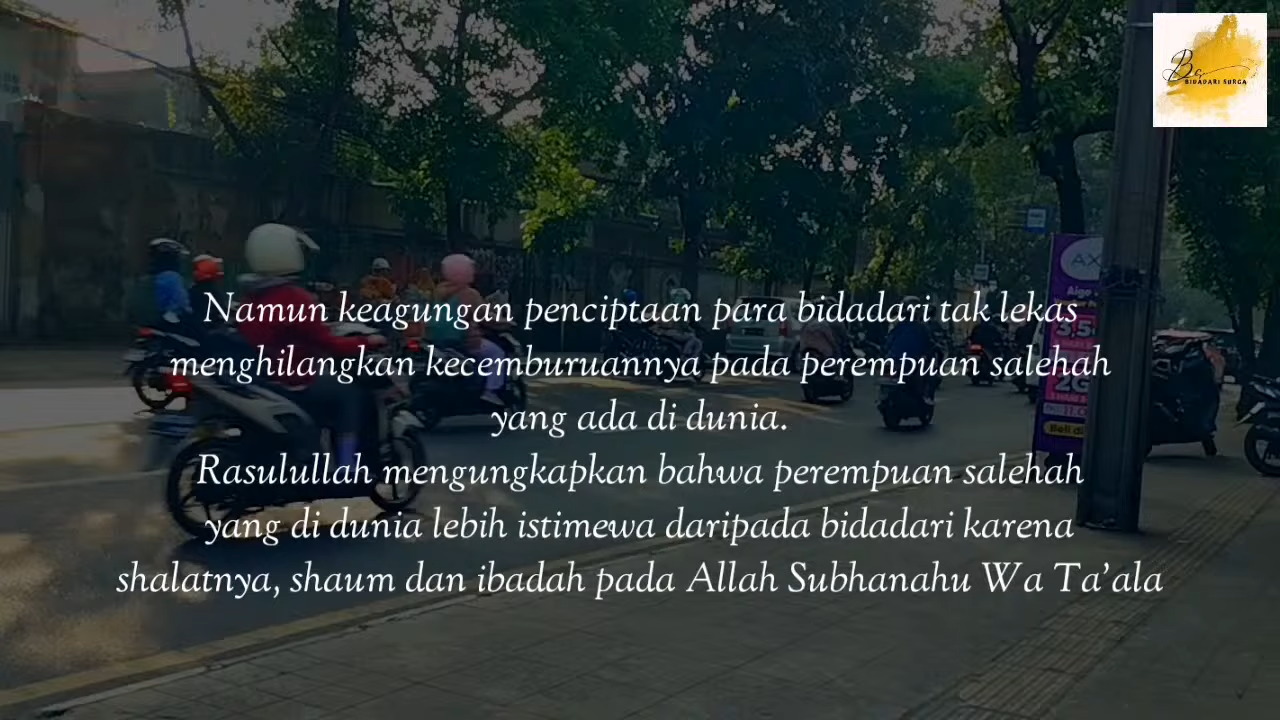 BIDADARI SURGA
Namun keagungan penciptaan para bidadari tak lekas
menghilangkan kecemburuannya pada perempuan salehah
yang ada di dunia.
Rasulullah mengungkapkan bahwa perempuan salehah
yang di dunia lebih istimewa daripada bidadari karena
shalatnya, shaum dan ibadah pada Allah Subhanahu Wa Ta'ala
AX
2G